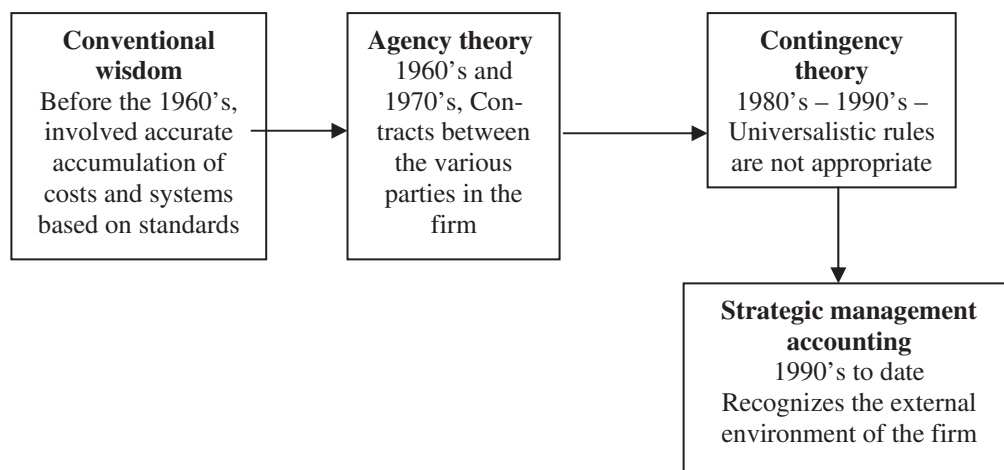 Conventional
wisdom
Before the 1960's,
involved accurate
accumulation of
costs and systems
based on standards
Agency theory
1960's and
1970's, Con-
tracts between
the various
parties in the
firm
Contingency
theory
1980's – 1990's –
Universalistic rules
are not appropriate
Strategic management
accounting
1990's to date
Recognizes the external
environment of the firm